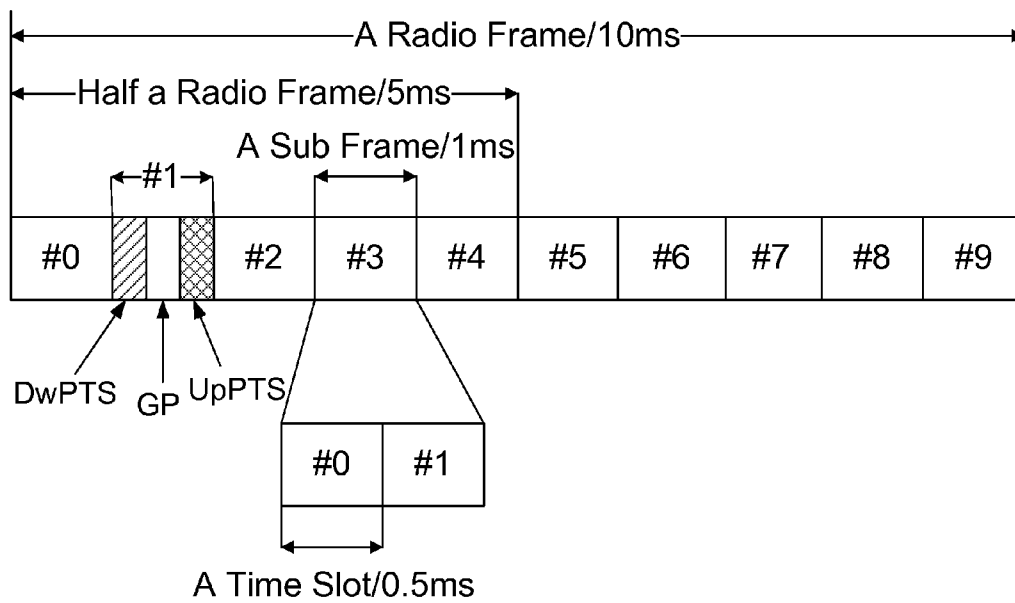 A Radio Frame/10ms
Half a Radio Frame/5ms
A Sub Frame/1ms
#1
#0 #2 #3 #4 #5 #6 #7 #8 #9
DwPTS GP UpPTS
#0 #1
A Time Slot/0.5ms